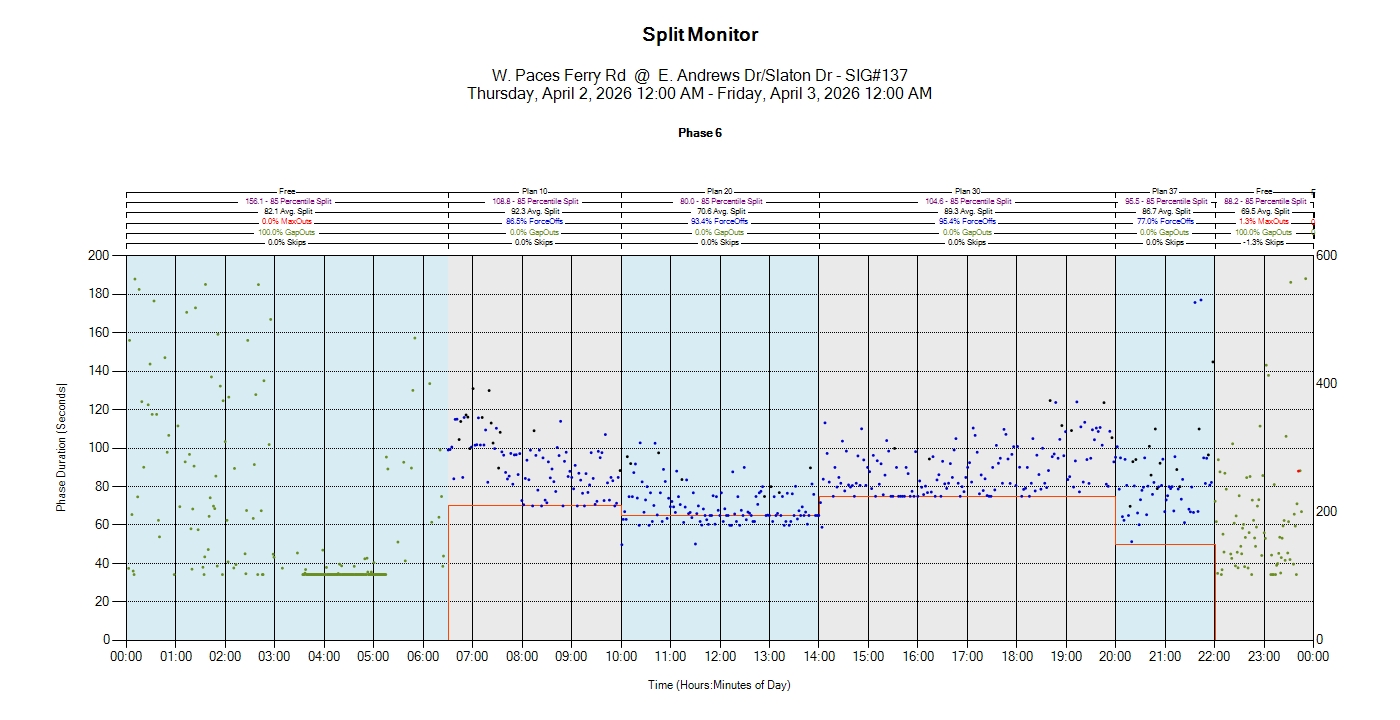 Split Monitor
W. Paces Ferry Rd @ E. Andrews Dr/Slaton Dr - SIG#137
Thursday, April 2, 2026 12:00 AM - Friday, April 3, 2026 12:00 AM
Phase 6
Free Plan 10 Plan 20 Plan 30 Plan 37 Free
156.1 - 85 Percentile Split 108.8 - 85 Percentile Split 80.0 - 85 Percentile Split 104.6 - 85 Percentile Split 95.5 - 85 Percentile Split 88.2 - 85 Percentile Split
82.1 Avg. Split 92.3 Avg. Split 70.6 Avg. Split 89.3 Avg. Split 86.7 Avg. Split 69.5 Avg. Split
0.0% MaxOuts 86.5% ForceOffs 93.4% ForceOffs 95.4% ForceOffs 77.0% ForceOffs 1.3% MaxOuts
100.0% GapOuts 0.0% GapOuts 0.0% GapOuts 0.0% GapOuts 0.0% GapOuts 100.0% GapOuts
0.0% Skips 0.0% Skips 0.0% Skips 0.0% Skips 0.0% Skips -1.3% Skips
200 600
180
160
140 400
120
100
80
60 200
40
20
0 0
Phase Duration (Seconds)
00:00 01:00 02:00 03:00 04:00 05:00 06:00 07:00 08:00 09:00 10:00 11:00 12:00 13:00 14:00 15:00 16:00 17:00 18:00 19:00 20:00 21:00 22:00 23:00 00:00
Time (Hours:Minutes of Day)